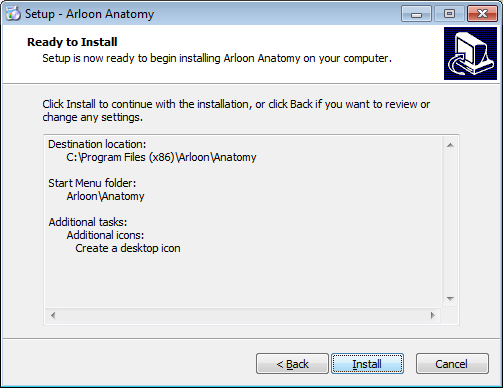 Setup - Arloon Anatomy
Ready to Install
Setup is now ready to begin installing Arloon Anatomy on your computer.
Click Install to continue with the installation, or click Back if you want to review or
change any settings.
Destination location:
C:\Program Files (x86)\Arloon\Anatomy
Start Menu folder:
Arloon\Anatomy
Additional tasks:
Additional icons:
Create a desktop icon
< Back
Install
Cancel